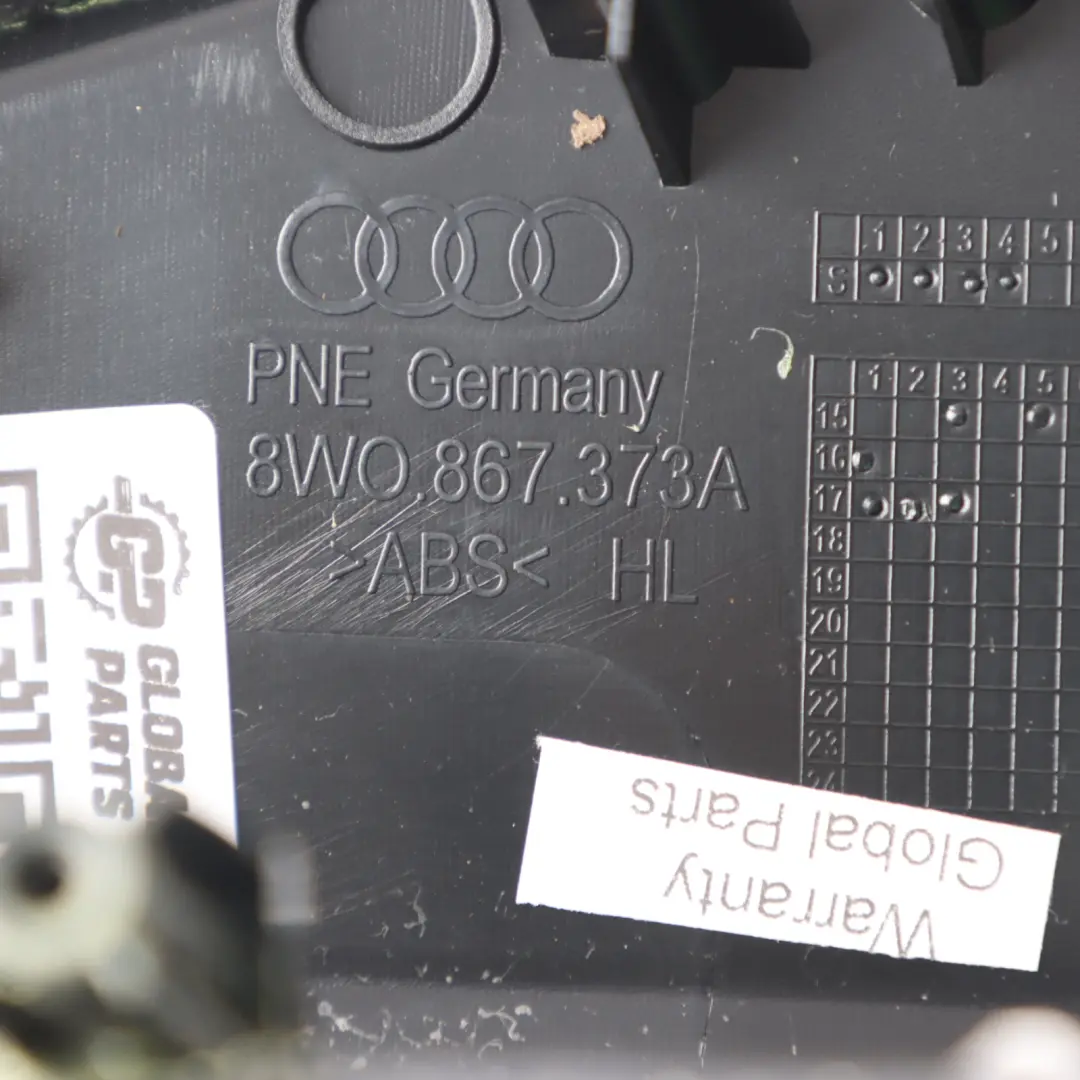 PNE Germany
8W0.867.373A
>ABS< HL
1 2 3 4 5
S
1 2 3 4 5
15
16
17
18
19
20
21
22
23
24
GLOBAL
PARTS
Warranty
Global Parts